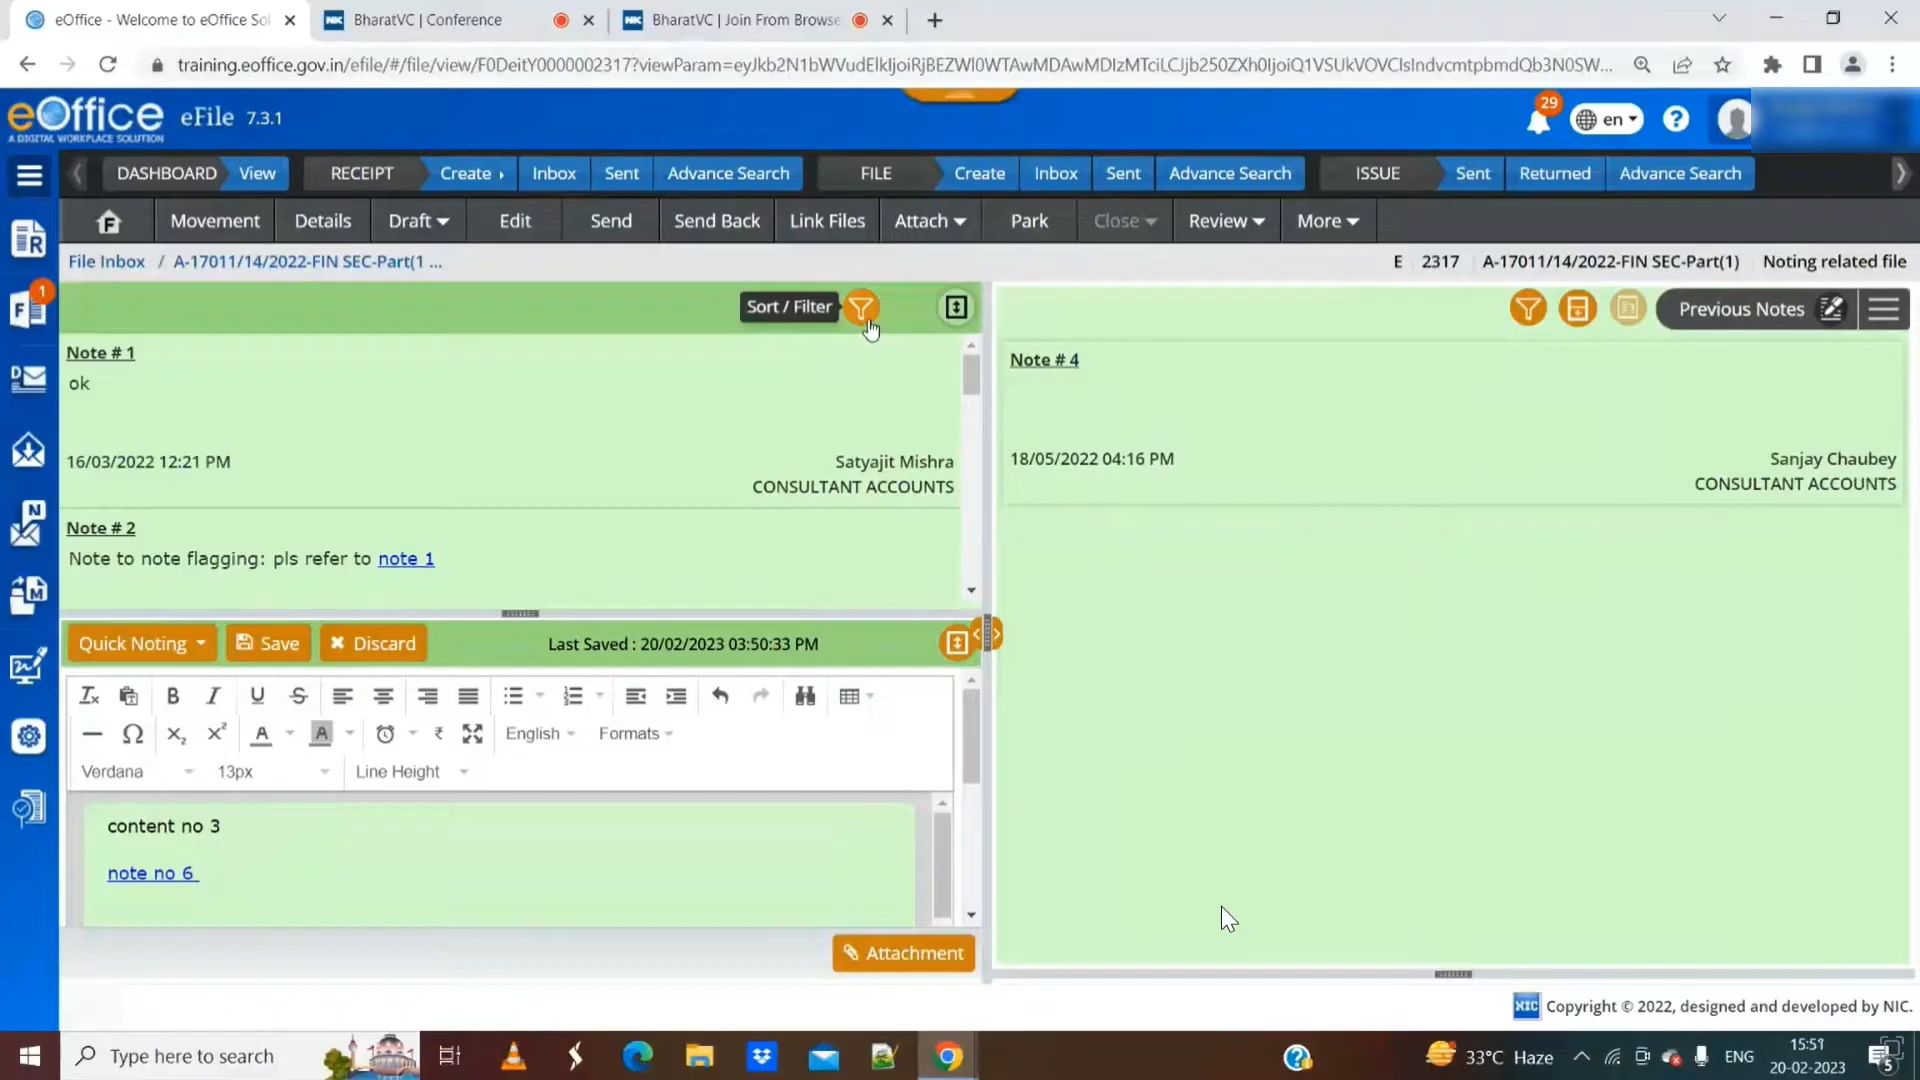 eOffice - Welcome to eOffice Sol
BharatVC | Conference
BharatVC | Join From Browse
training.eoffice.gov.in/efile/#/file/view/F0DeitY0000002317?viewParam=eyJkb2N1bWVudElkIjoiRjBEZWl0WTAwMDAwMDIzMTciLCJjb250ZXh0IjoiQ1VSUkVOVCIsIndvcmtpbmdQb3N0SW...
eOffice eFile 7.3.1
A DIGITAL WORKPLACE SOLUTION
29
en
DASHBOARD View RECEIPT Create Inbox Sent Advance Search FILE Create Inbox Sent Advance Search ISSUE Sent Returned Advance Search
Movement Details Draft Edit Send Send Back Link Files Attach Park Close Review More
File Inbox / A-17011/14/2022-FIN SEC-Part(1 ...
E 2317 A-17011/14/2022-FIN SEC-Part(1) Noting related file
1
Sort / Filter
Previous Notes
Note # 1
ok
16/03/2022 12:21 PM
Satyajit Mishra
CONSULTANT ACCOUNTS
Note # 2
Note to note flagging: pls refer to note 1
Note # 4
18/05/2022 04:16 PM
Sanjay Chaubey
CONSULTANT ACCOUNTS
Quick Noting Save Discard Last Saved : 20/02/2023 03:50:33 PM
English Formats
Verdana 13px Line Height
content no 3
note no 6
Attachment
NIC Copyright © 2022, designed and developed by NIC.
Type here to search
33°C Haze
ENG
15:51
20-02-2023
5